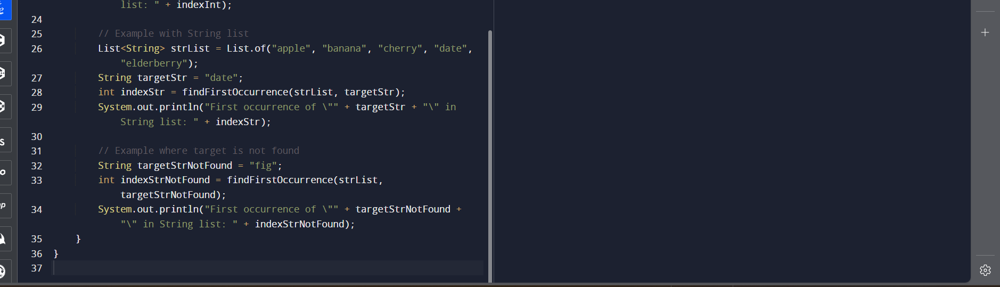 list: " + indexInt);
24
25 // Example with String list
26 List<String> strList = List.of("apple", "banana", "cherry", "date",
"elderberry");
27 String targetStr = "date";
28 int indexStr = findFirstOccurrence(strList, targetStr);
29 System.out.println("First occurrence of \"" + targetStr + "\" in
String list: " + indexStr);
30
31 // Example where target is not found
32 String targetStrNotFound = "fig";
33 int indexStrNotFound = findFirstOccurrence(strList,
targetStrNotFound);
34 System.out.println("First occurrence of \"" + targetStrNotFound +
"\" in String list: " + indexStrNotFound);
35 }
36 }
37